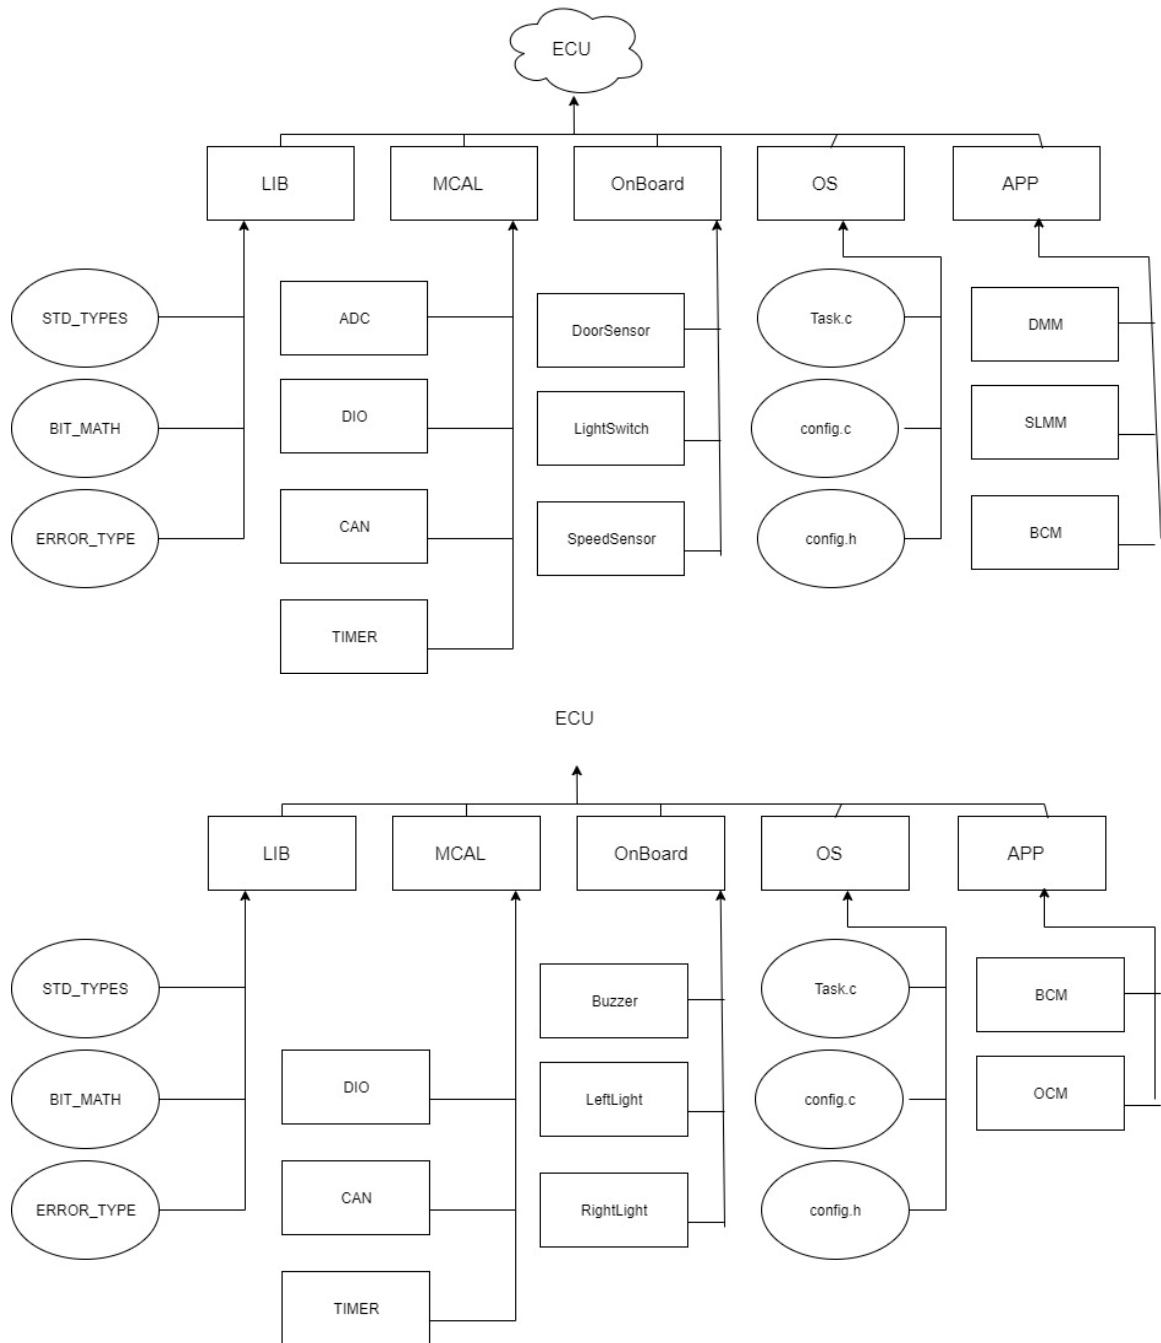 ECU
LIB
MCAL
OnBoard
OS
APP
STD_TYPES
ADC
DoorSensor
Task.c
DMM
BIT_MATH
DIO
LightSwitch
config.c
SLMM
ERROR_TYPE
CAN
SpeedSensor
config.h
BCM
TIMER
ECU
LIB
MCAL
OnBoard
OS
APP
STD_TYPES
Buzzer
Task.c
BCM
BIT_MATH
DIO
LeftLight
config.c
OCM
ERROR_TYPE
CAN
RightLight
config.h
TIMER